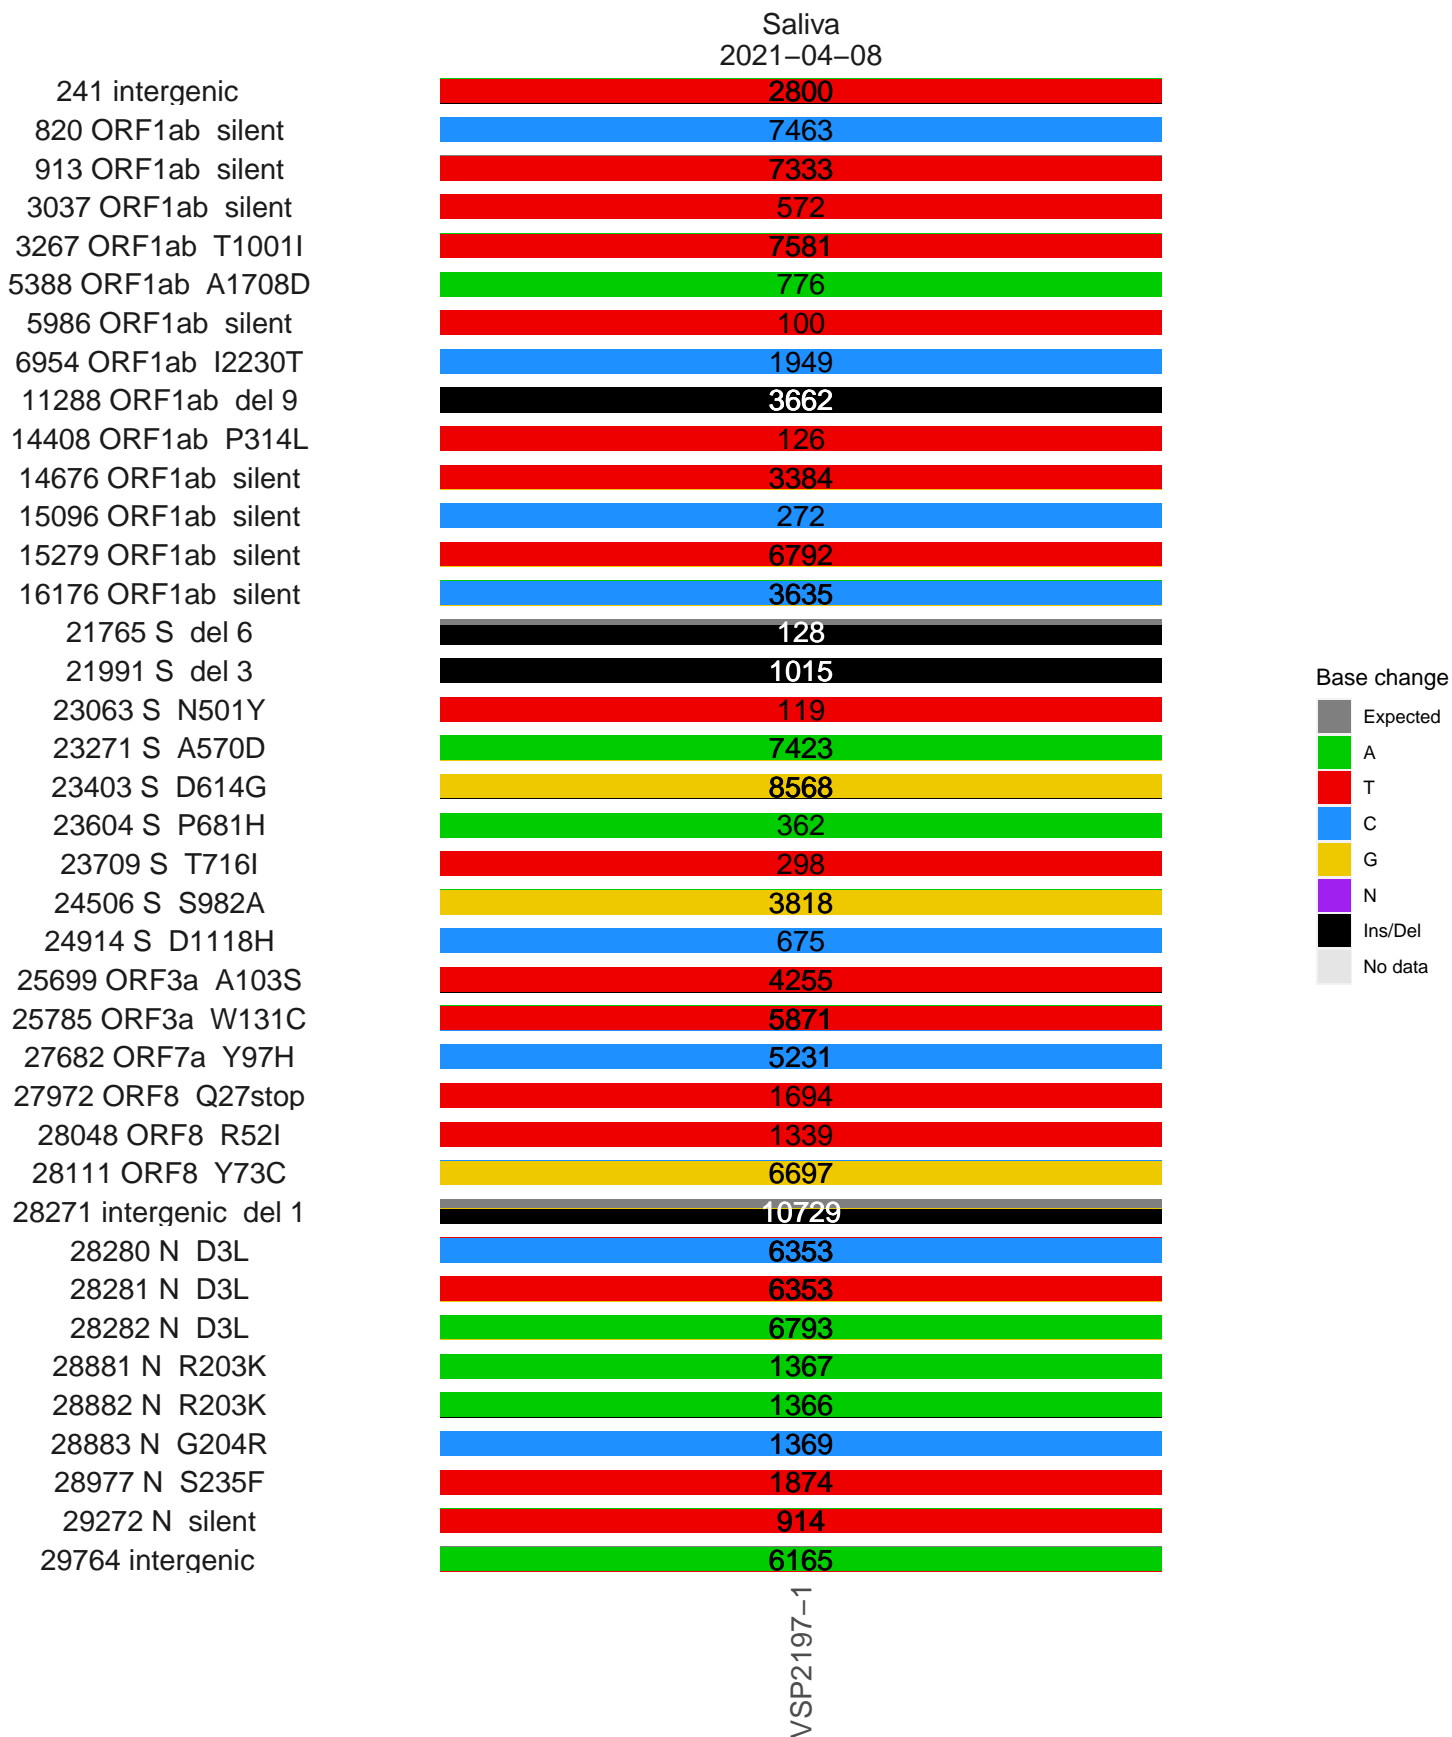 Saliva
2021−04−08
241 intergenic 2800
820 ORF1ab silent 7463
913 ORF1ab silent 7333
3037 ORF1ab silent 572
3267 ORF1ab T1001I 7581
5388 ORF1ab A1708D 776
5986 ORF1ab silent 100
6954 ORF1ab I2230T 1949
11288 ORF1ab del 9 3662
14408 ORF1ab P314L 126
14676 ORF1ab silent 3384
15096 ORF1ab silent 272
15279 ORF1ab silent 6792
16176 ORF1ab silent 3635
21765 S del 6 128
21991 S del 3 1015
23063 S N501Y 119
23271 S A570D 7423
23403 S D614G 8568
23604 S P681H 362
23709 S T716I 298
24506 S S982A 3818
24914 S D1118H 675
25699 ORF3a A103S 4255
25785 ORF3a W131C 5871
27682 ORF7a Y97H 5231
27972 ORF8 Q27stop 1694
28048 ORF8 R52I 1339
28111 ORF8 Y73C 6697
28271 intergenic del 1 10729
28280 N D3L 6353
28281 N D3L 6353
28282 N D3L 6793
28881 N R203K 1367
28882 N R203K 1366
28883 N G204R 1369
28977 N S235F 1874
29272 N silent 914
29764 intergenic 6165
VSP2197−1
Base change
Expected
A
T
C
G
N
Ins/Del
No data